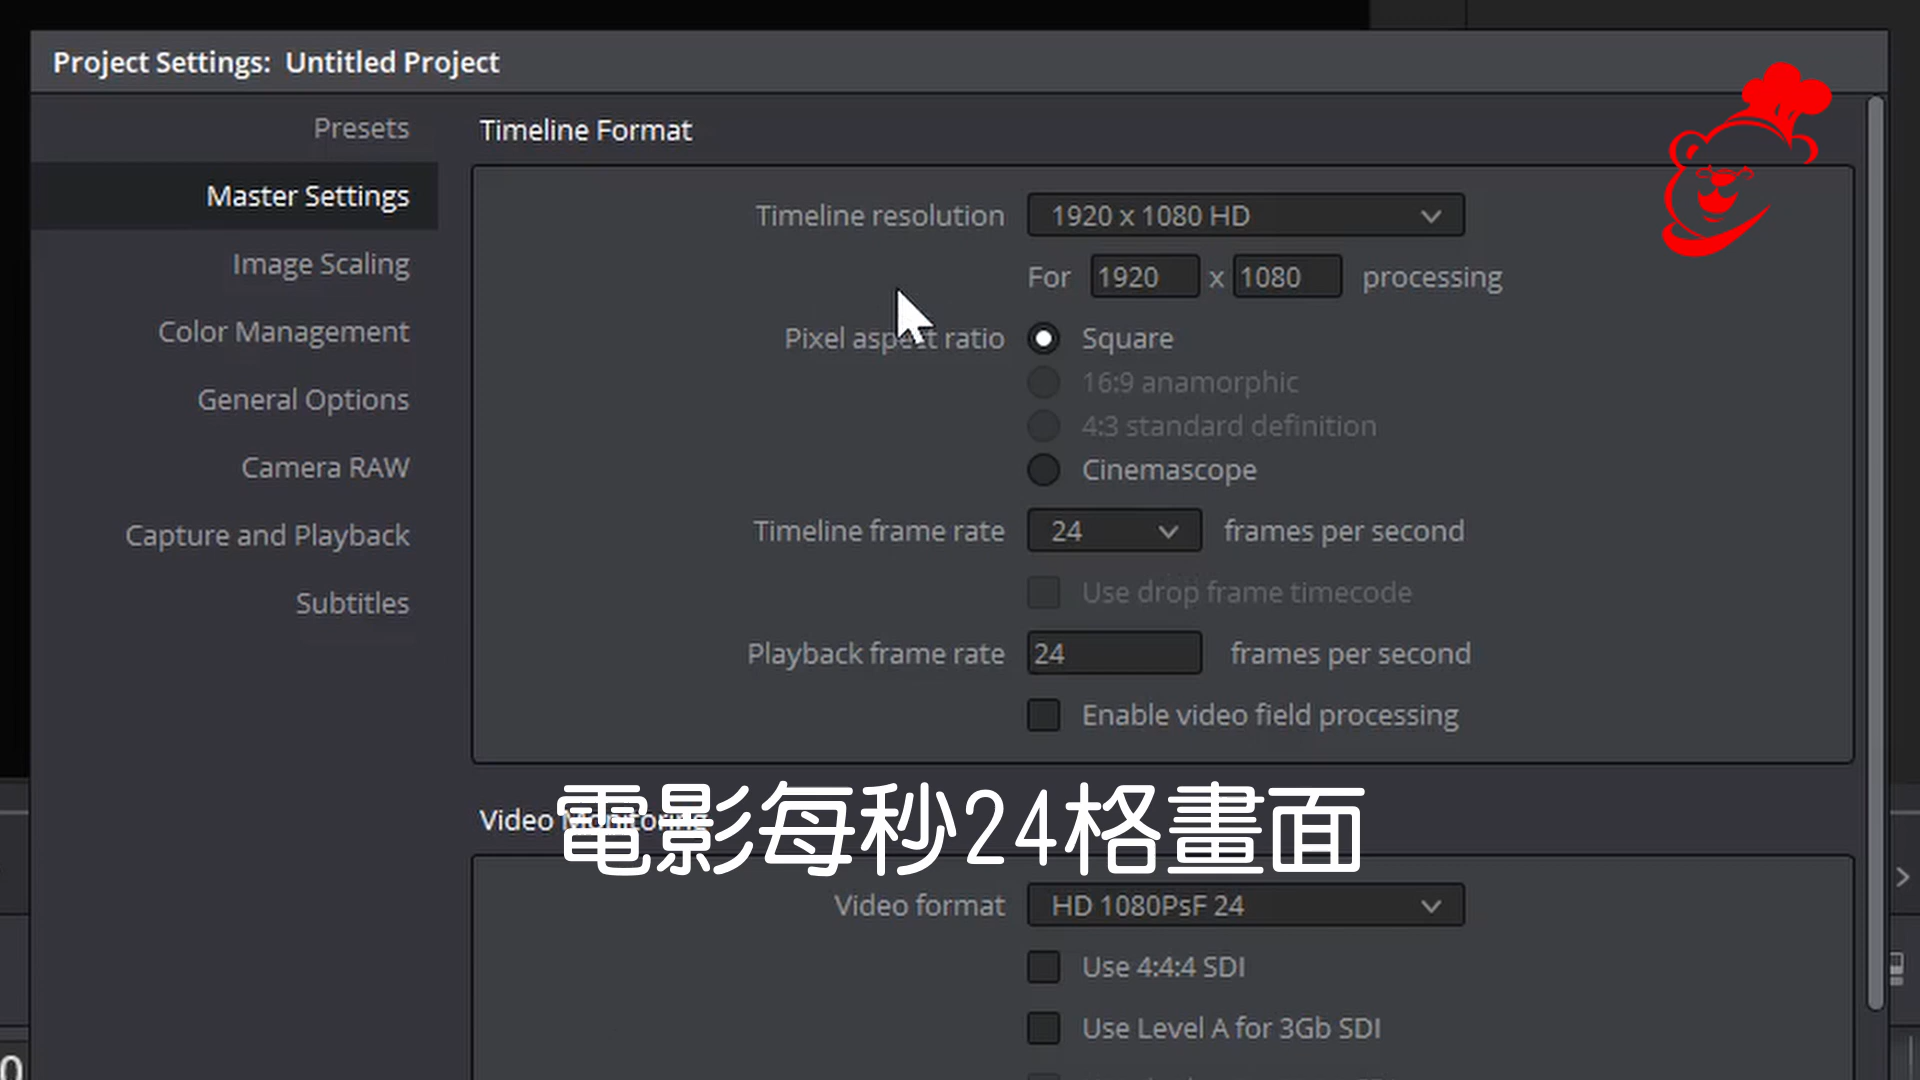 Project Settings: Untitled Project
Presets
Master Settings
Image Scaling
Color Management
General Options
Camera RAW
Capture and Playback
Subtitles
Timeline Format
Timeline resolution 1920 x 1080 HD
For 1920 x 1080 processing
Pixel aspect ratio Square
16:9 anamorphic
4:3 standard definition
Cinemascope
Timeline frame rate 24 frames per second
Use drop frame timecode
Playback frame rate 24 frames per second
Enable video field processing
Video Monitoring
電影每秒24格畫面
Video format HD 1080PsF 24
Use 4:4:4 SDI
Use Level A for 3Gb SDI